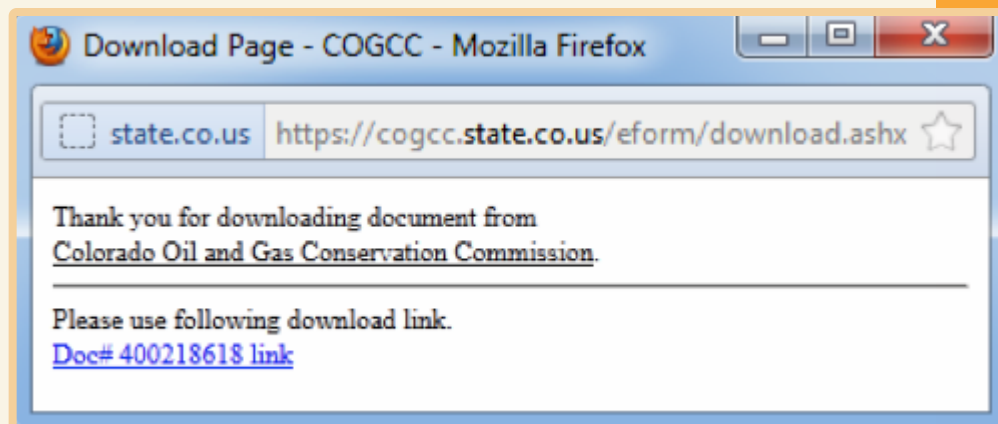 Download Page - COGCC - Mozilla Firefox
state.co.us https://cogcc.state.co.us/eform/download.ashx
Thank you for downloading document from
Colorado Oil and Gas Conservation Commission.
Please use following download link.
Doc# 400218618 link